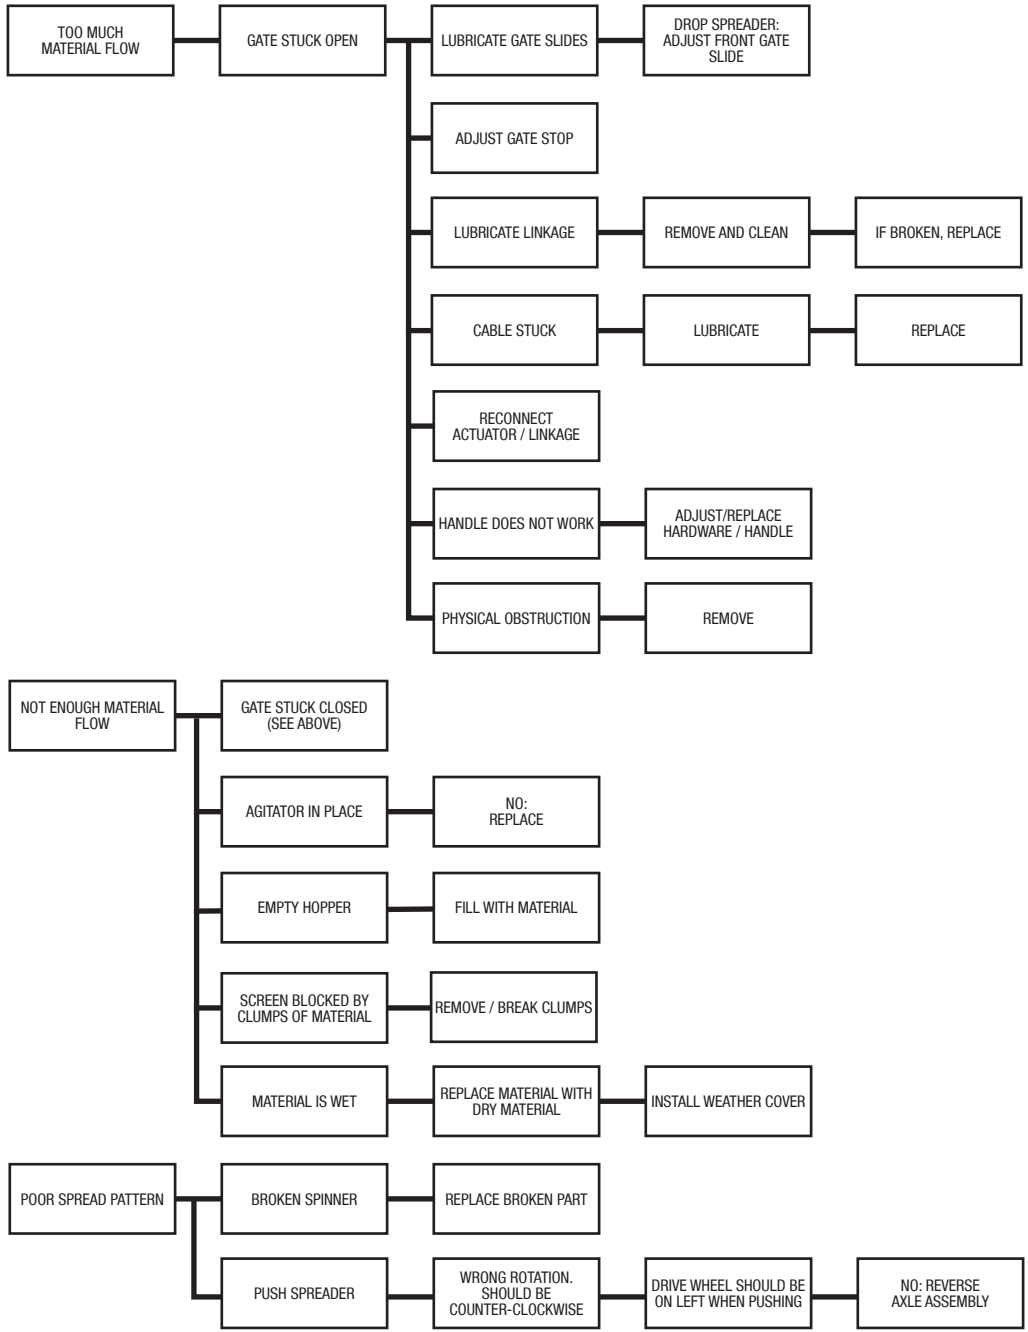 TOO MUCH
MATERIAL FLOW
GATE STUCK OPEN
LUBRICATE GATE SLIDES
DROP SPREADER:
ADJUST FRONT GATE
SLIDE
ADJUST GATE STOP
LUBRICATE LINKAGE
REMOVE AND CLEAN
IF BROKEN, REPLACE
CABLE STUCK
LUBRICATE
REPLACE
RECONNECT
ACTUATOR / LINKAGE
HANDLE DOES NOT WORK
ADJUST/REPLACE
HARDWARE / HANDLE
PHYSICAL OBSTRUCTION
REMOVE
NOT ENOUGH MATERIAL
FLOW
GATE STUCK CLOSED
(SEE ABOVE)
AGITATOR IN PLACE
NO:
REPLACE
EMPTY HOPPER
FILL WITH MATERIAL
SCREEN BLOCKED BY
CLUMPS OF MATERIAL
REMOVE / BREAK CLUMPS
MATERIAL IS WET
REPLACE MATERIAL WITH
DRY MATERIAL
INSTALL WEATHER COVER
POOR SPREAD PATTERN
BROKEN SPINNER
REPLACE BROKEN PART
PUSH SPREADER
WRONG ROTATION.
SHOULD BE
COUNTER-CLOCKWISE
DRIVE WHEEL SHOULD BE
ON LEFT WHEN PUSHING
NO: REVERSE
AXLE ASSEMBLY